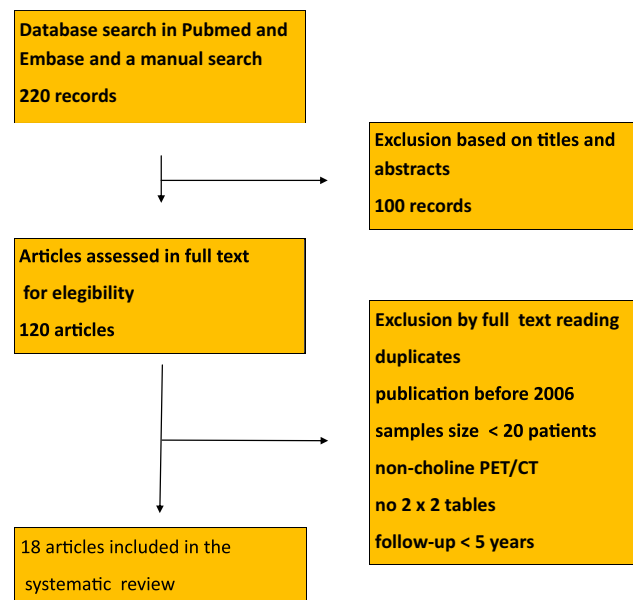 Database search in Pubmed and
Embase and a manual search
220 records
Exclusion based on titles and
abstracts
100 records
Articles assessed in full text
for elegibility
120 articles
Exclusion by full text reading
duplicates
publication before 2006
samples size < 20 patients
non-choline PET/CT
no 2 x 2 tables
follow-up < 5 years
18 articles included in the
systematic review